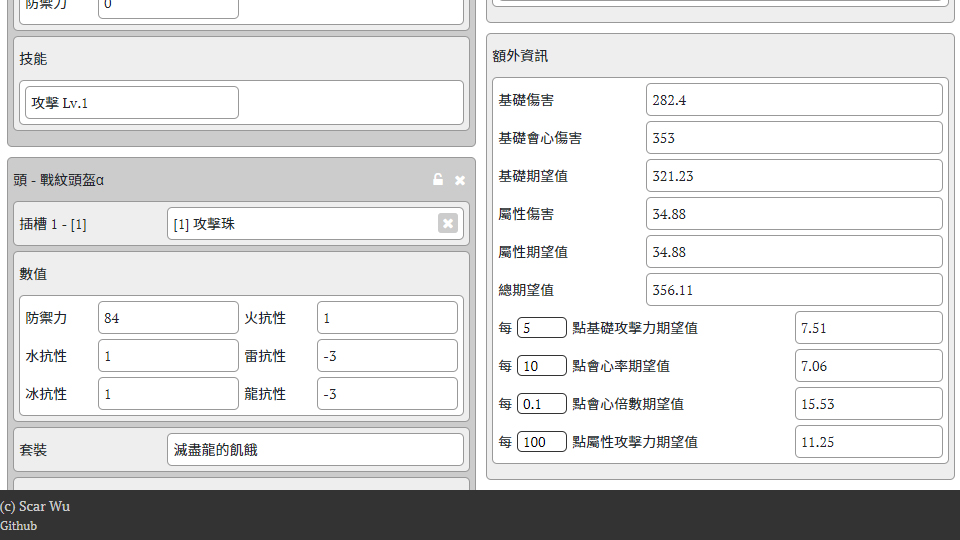 防禦力 0
技能
攻擊 Lv.1
頭 - 戰紋頭盔α
插槽 1 - [1] [1] 攻擊珠
數值
防禦力 84 火抗性 1
水抗性 1 雷抗性 -3
冰抗性 1 龍抗性 -3
套裝 滅盡龍的飢餓
額外資訊
基礎傷害 282.4
基礎會心傷害 353
基礎期望值 321.23
屬性傷害 34.88
屬性期望值 34.88
總期望值 356.11
每 5 點基礎攻擊力期望值 7.51
每 10 點會心率期望值 7.06
每 0.1 點會心倍數期望值 15.53
每 100 點屬性攻擊力期望值 11.25
(c) Scar Wu
Github